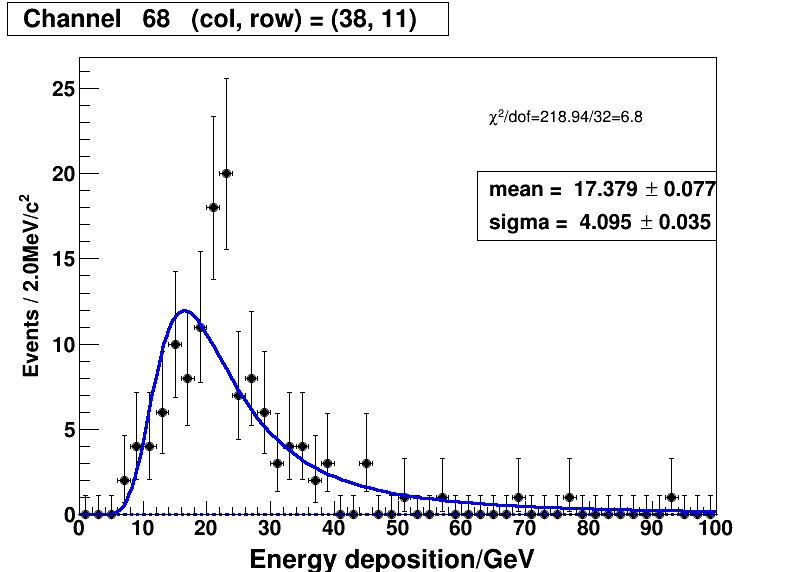 Channel 68 (col, row) = (38, 11)
χ²/dof=218.94/32=6.8
mean = 17.379 ± 0.077
sigma = 4.095 ± 0.035
Events / 2.0MeV/c²
25
20
15
10
5
0
0 10 20 30 40 50 60 70 80 90 100
Energy deposition/GeV